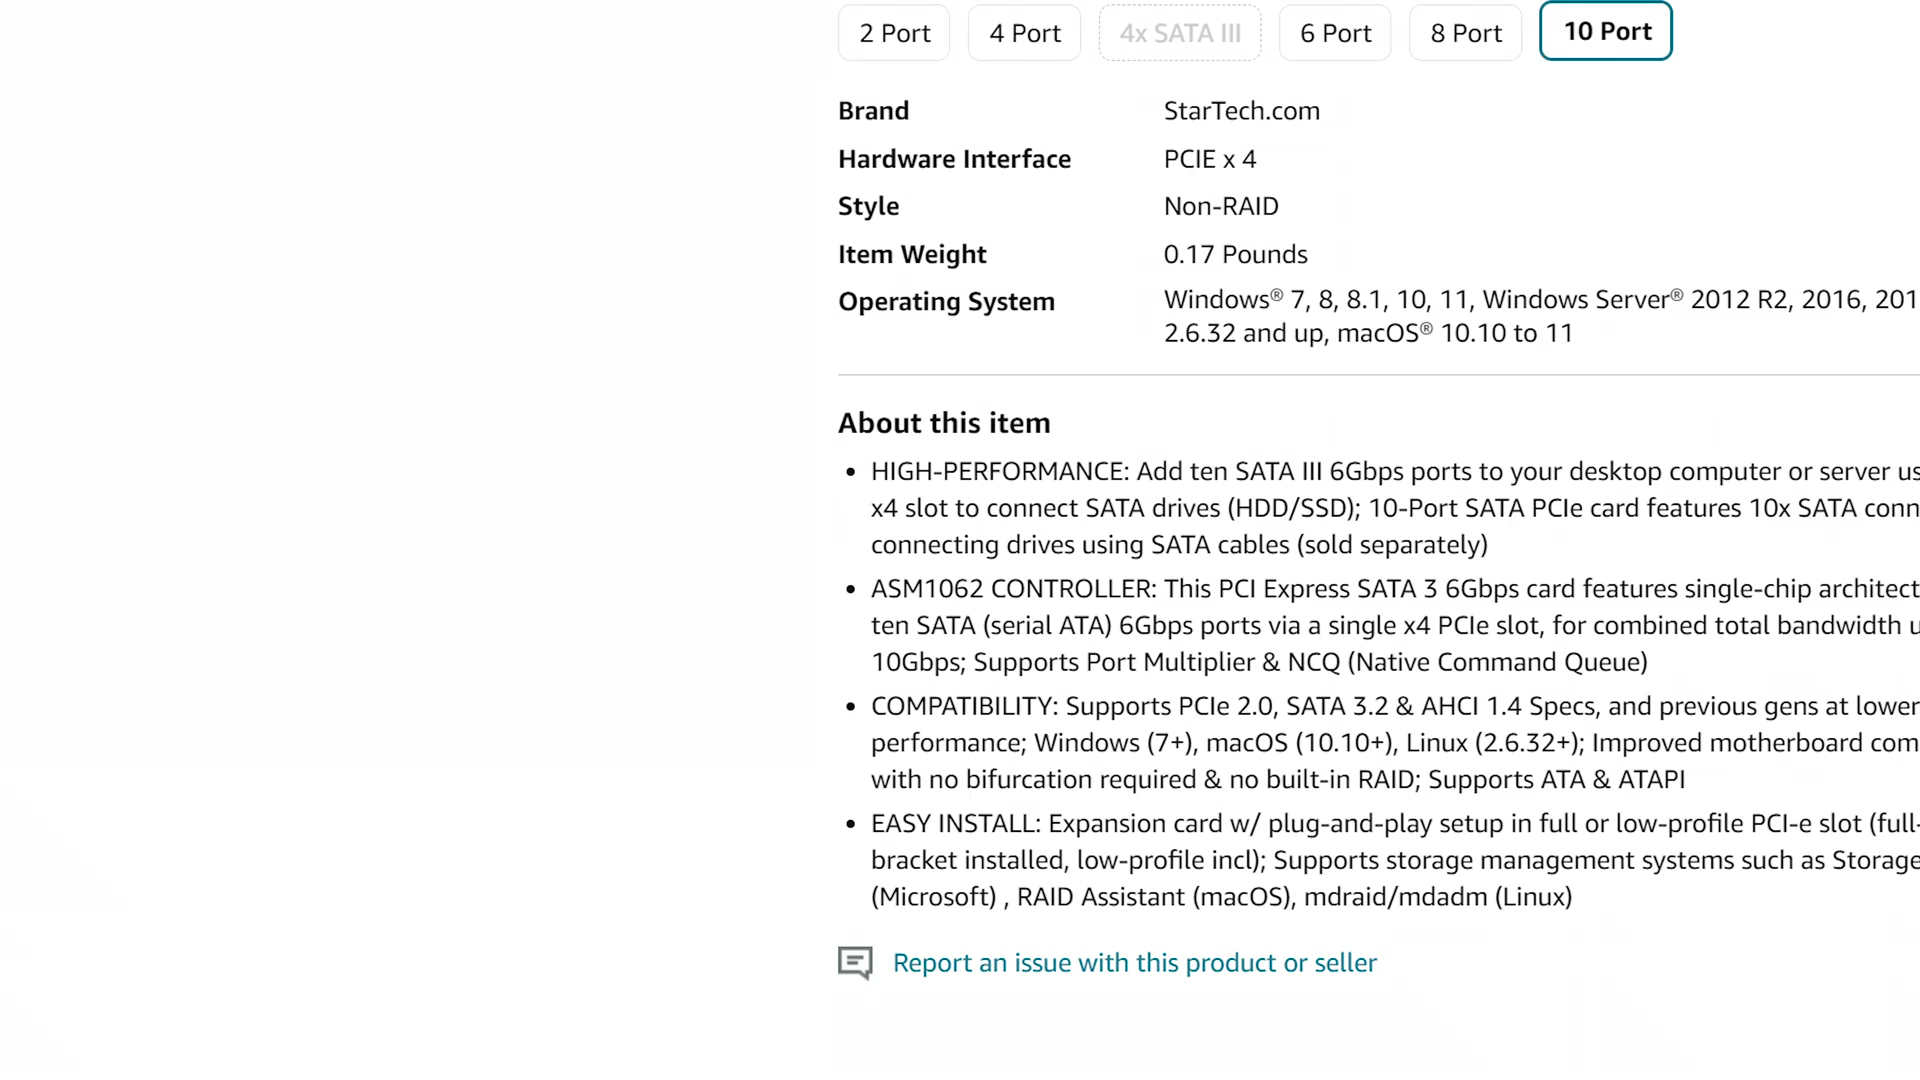 2 Port 4 Port 4x SATA III 6 Port 8 Port 10 Port
Brand StarTech.com
Hardware Interface PCIE x 4
Style Non-RAID
Item Weight 0.17 Pounds
Operating System Windows® 7, 8, 8.1, 10, 11, Windows Server® 2012 R2, 2016,
2.6.32 and up, macOS® 10.10 to 11
About this item
• HIGH-PERFORMANCE: Add ten SATA III 6Gbps ports to your desktop computer or server
x4 slot to connect SATA drives (HDD/SSD); 10-Port SATA PCIe card features 10x SATA
connecting drives using SATA cables (sold separately)
• ASM1062 CONTROLLER: This PCI Express SATA 3 6Gbps card features single-chip
ten SATA (serial ATA) 6Gbps ports via a single x4 PCIe slot, for combined total bandwidth
10Gbps; Supports Port Multiplier & NCQ (Native Command Queue)
• COMPATIBILITY: Supports PCIe 2.0, SATA 3.2 & AHCI 1.4 Specs, and previous gens at lower
performance; Windows (7+), macOS (10.10+), Linux (2.6.32+); Improved motherboard
with no bifurcation required & no built-in RAID; Supports ATA & ATAPI
• EASY INSTALL: Expansion card w/ plug-and-play setup in full or low-profile PCI-e slot (full-
bracket installed, low-profile incl); Supports storage management systems such as Storage
(Microsoft) , RAID Assistant (macOS), mdraid/mdadm (Linux)
Report an issue with this product or seller